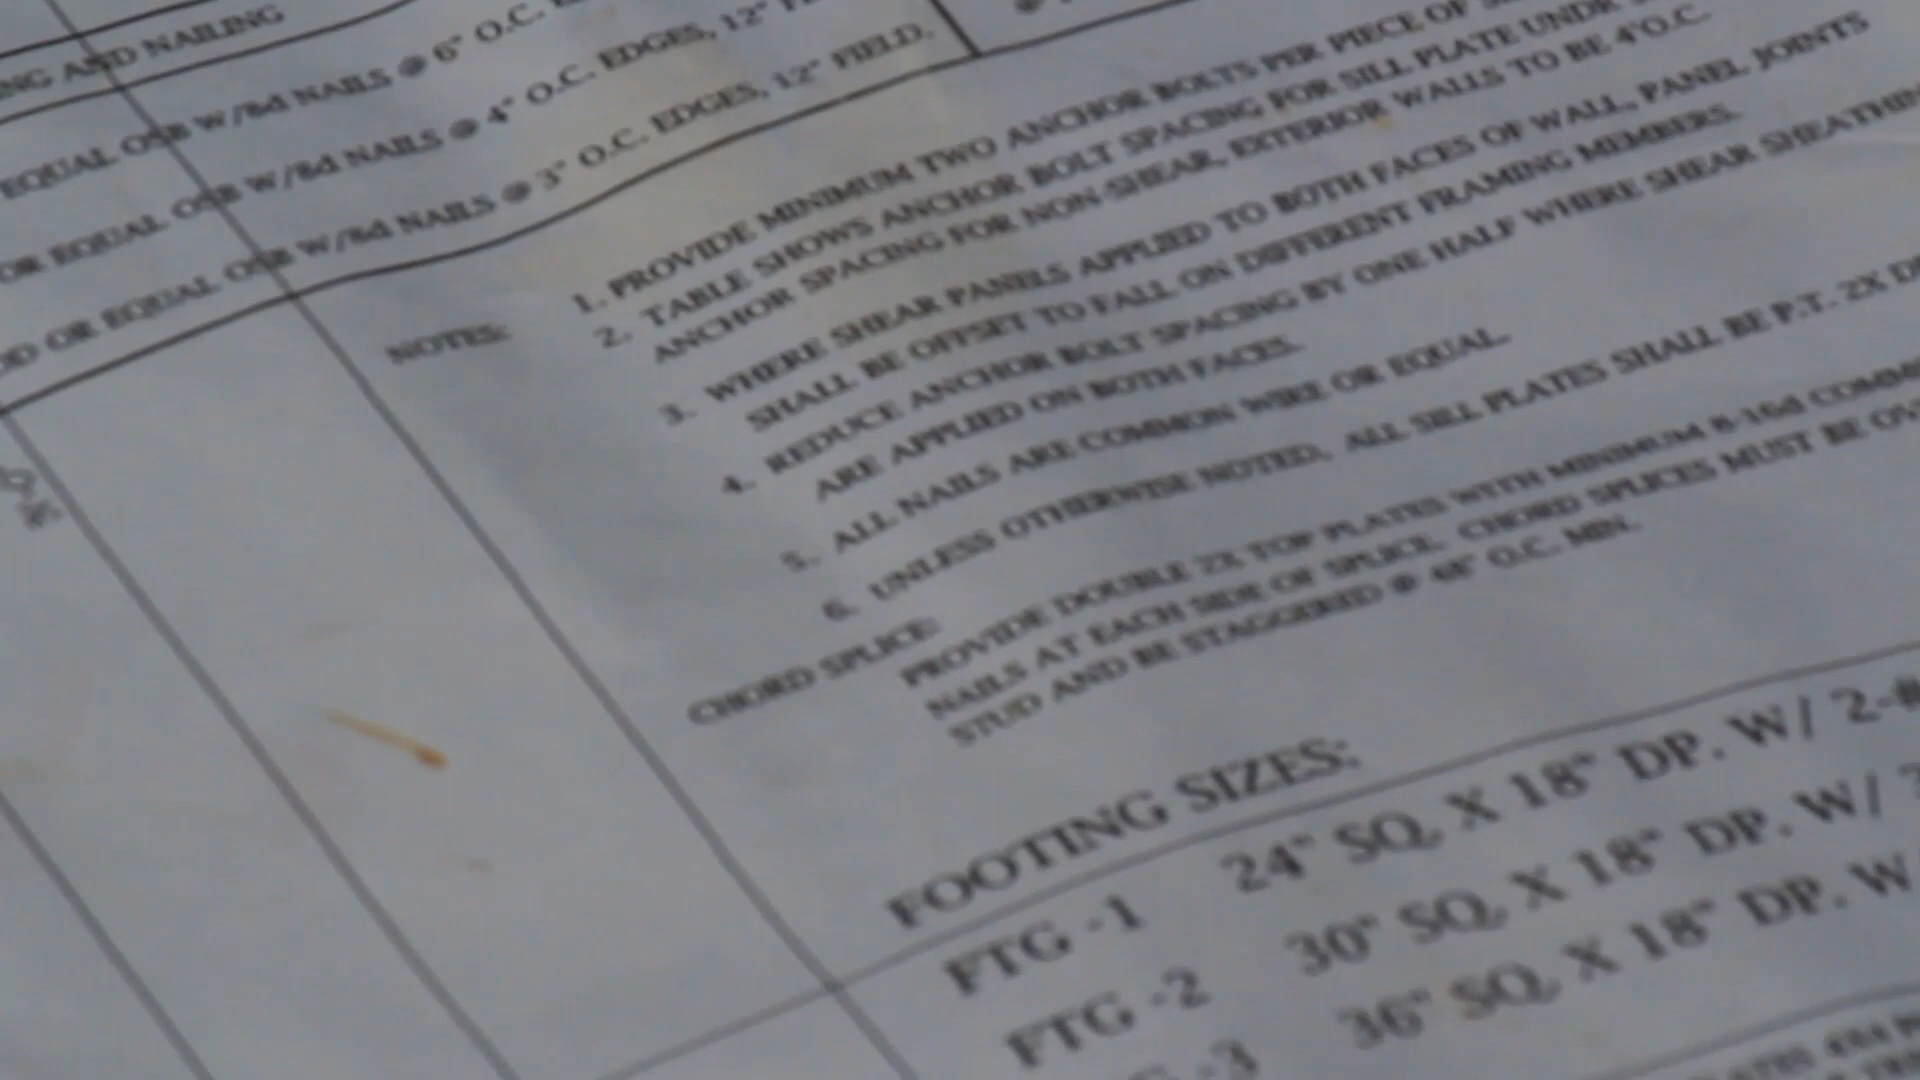 AND NAILING
EQUAL OSB W/8d NAILS @ 6" O.C.
OR EQUAL OSB W/8d NAILS @ 4" O.C. EDGES, 12"
OR EQUAL OSB W/8d NAILS @ 3" O.C. EDGES, 12" FIELD.
NOTES:
1. PROVIDE MINIMUM TWO ANCHOR BOLTS PER PIECE OF
2. TABLE SHOWS ANCHOR BOLT SPACING FOR SILL PLATE UNDR
ANCHOR SPACING FOR NON-SHEAR, EXTERIOR WALLS TO BE 4'O.C.
3. WHERE SHEAR PANELS APPLIED TO BOTH FACES OF WALL, PANEL JOINTS
SHALL BE OFFSET TO FALL ON DIFFERENT FRAMING MEMBERS.
4. REDUCE ANCHOR BOLT SPACING BY ONE HALF WHERE SHEAR
ARE APPLIED ON BOTH FACES.
5. ALL NAILS ARE COMMON WIRE OR EQUAL.
6. UNLESS OTHERWISE NOTED, ALL SILL PLATES SHALL BE P.T. 2X
CHORD SPLICE:
PROVIDE DOUBLE 2X TOP PLATES WITH MINIMUM 8-16d
NAILS AT EACH SIDE OF SPLICE. CHORD SPLICES MUST BE
STUD AND BE STAGGERED @ 48" O.C. MIN.
FOOTING SIZES:
FTG -1 24" SQ. X 18" DP. W/ 2-
FTG -2 30" SQ. X 18" DP. W/
-3 36" SQ. X 18" DP. W